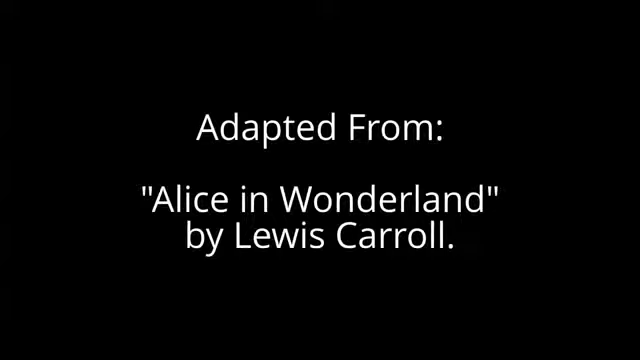 Adapted From:
"Alice in Wonderland"
by Lewis Carroll.